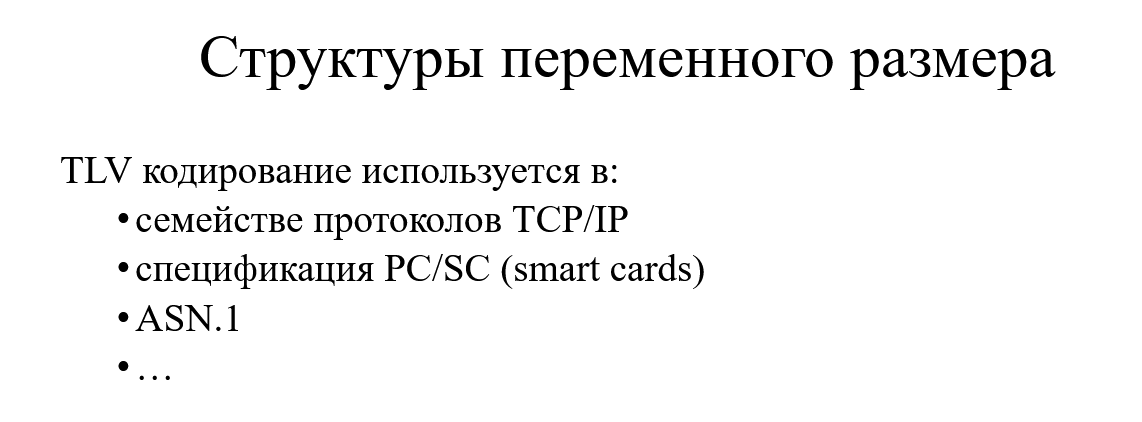 Структуры переменного размера
TLV кодирование используется в:
•семействе протоколов TCP/IP
•спецификация PC/SC (smart cards)
•ASN.1
•…